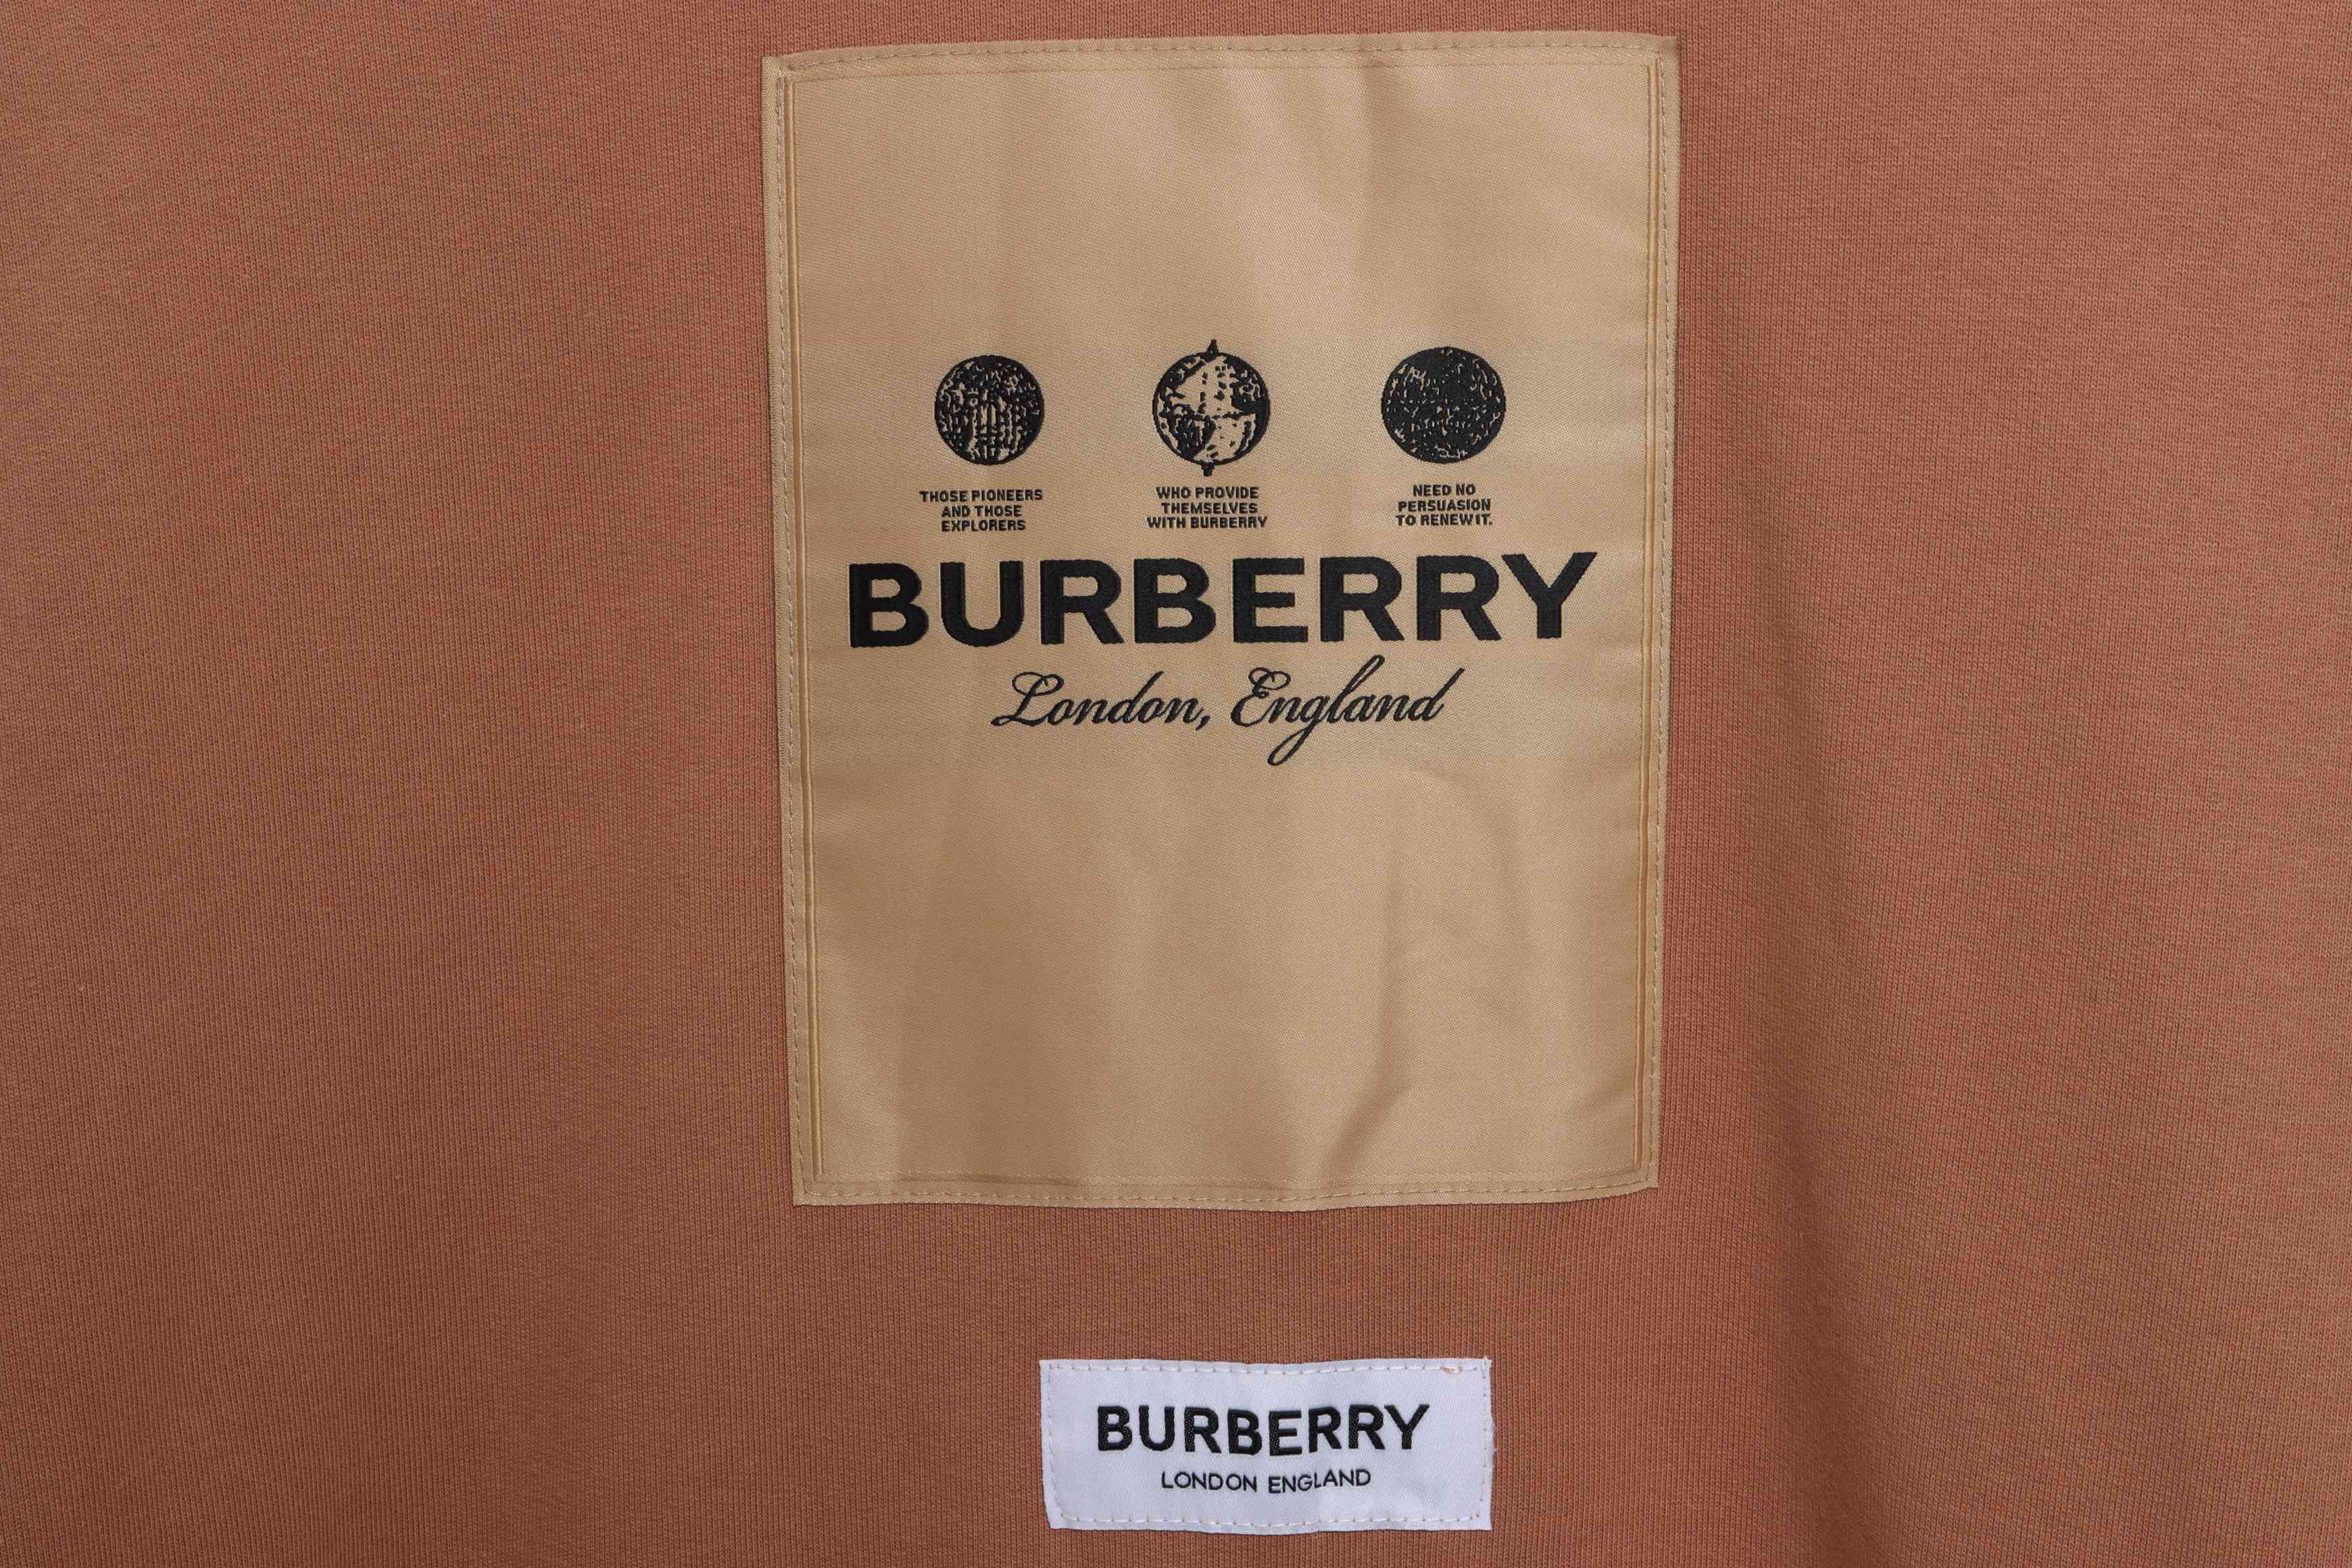 THOSE PIONEERS
AND THOSE
EXPLORERS
WHO PROVIDE
THEMSELVES
WITH BURBERRY
NEED NO
PERSUASION
TO RENEW IT.
BURBERRY
London, England
BURBERRY
LONDON ENGLAND